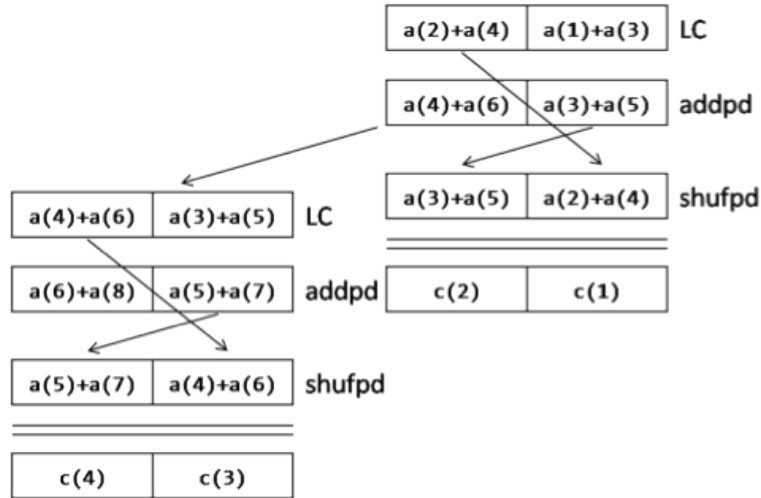 a(2)+a(4) a(1)+a(3) LC
a(4)+a(6) a(3)+a(5) addpd
a(3)+a(5) a(2)+a(4) shufpd
c(2) c(1)
a(4)+a(6) a(3)+a(5) LC
a(6)+a(8) a(5)+a(7) addpd
a(5)+a(7) a(4)+a(6) shufpd
c(4) c(3)